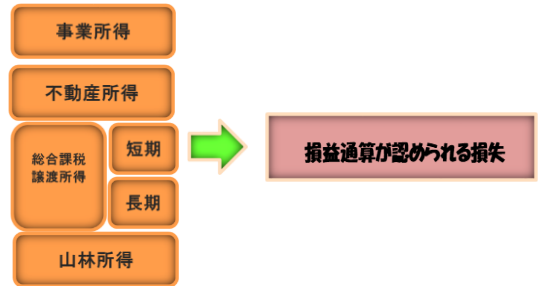 事業所得
不動産所得
総合課税
譲渡所得
短期
長期
山林所得
損益通算が認められる損失